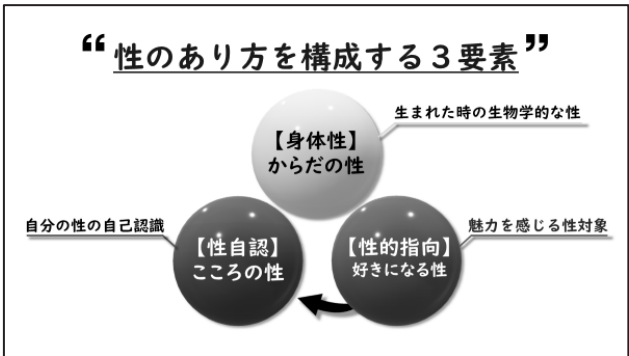 “性のあり方を構成する３要素”
生まれた時の生物学的な性
【身体性】
からだの性
自分の性の自己認識
【性自認】
こころの性
【性的指向】
好きになる性
魅力を感じる性対象